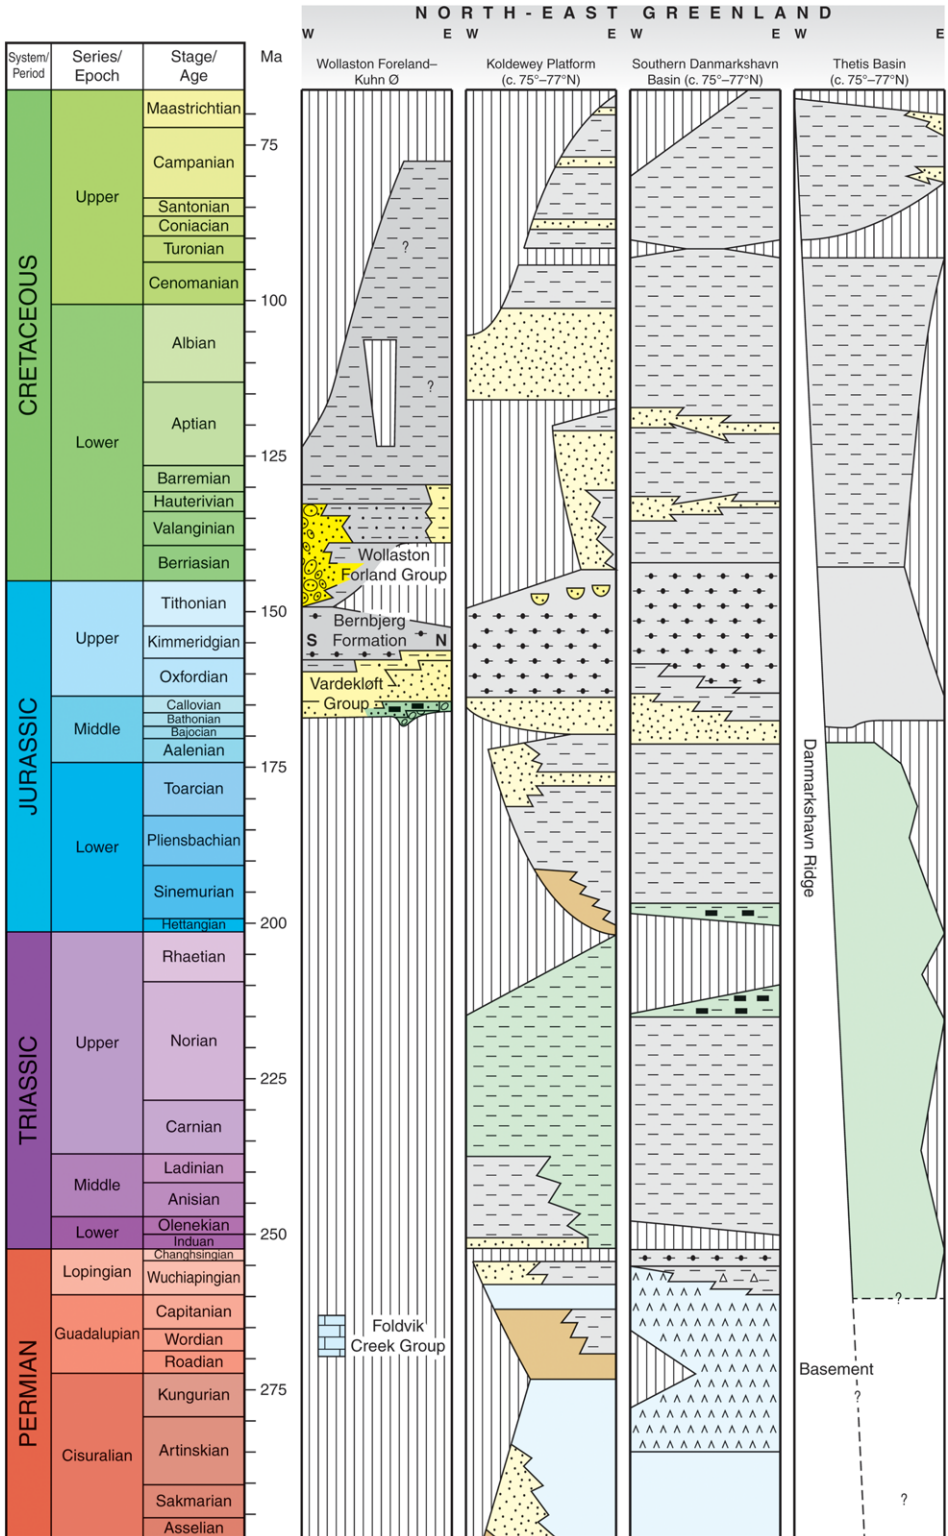 NORTH-EAST GREENLAND
W E W E W E W E
System/ Period
Series/ Epoch
Stage/ Age
Ma
Wollaston Foreland–
Kuhn Ø
Koldewey Platform
(c. 75°–77°N)
Southern Danmarkshavn
Basin (c. 75°–77°N)
Thetis Basin
(c. 75°–77°N)
CRETACEOUS
Upper
Maastrichtian
75
Campanian
Santonian
Coniacian
Turonian
Cenomanian
100
Lower
Albian
Aptian
125
Barremian
Hauterivian
Valanginian
Berriasian
JURASSIC
Upper
Tithonian
150
Kimmeridgian
Oxfordian
Middle
Callovian
Bathonian
Bajocian
Aalenian
175
Lower
Toarcian
Pliensbachian
Sinemurian
Hettangian
200
TRIASSIC
Upper
Rhaetian
Norian
225
Carnian
Middle
Ladinian
Anisian
Lower
Olenekian
Induan
250
PERMIAN
Lopingian
Changhsingian
Wuchiapingian
Guadalupian
Capitanian
Wordian
Roadian
275
Cisuralian
Kungurian
Artinskian
Sakmarian
Asselian
?
?
Wollaston
Forland Group
Bernbjerg
Formation
S N
Vardekløft
Group
Foldvik
Creek Group
Danmarkshavn Ridge
?
Basement
?
?